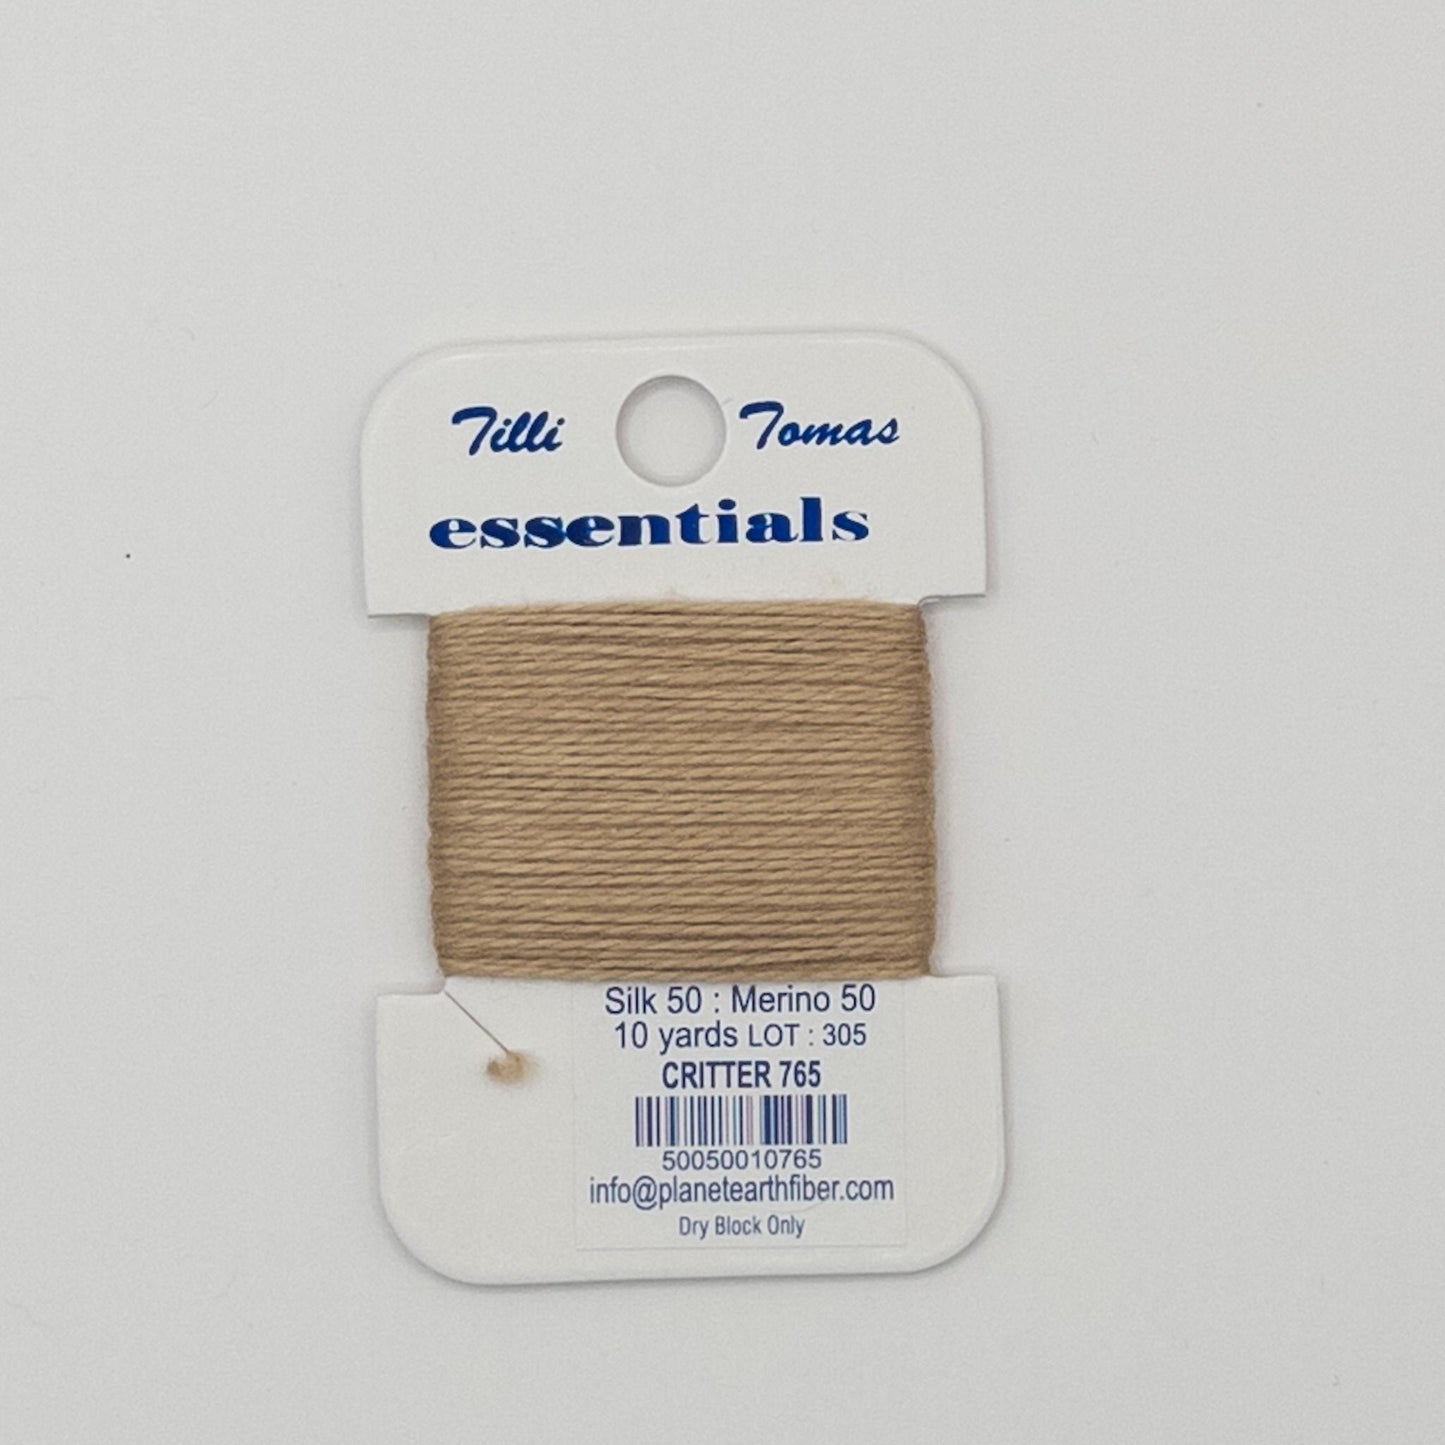 Tilli Tomas
essentials
Silk 50 : Merino 50
10 yards LOT : 305
CRITTER 765
50050010765
info@planetearthfiber.com
Dry Block Only